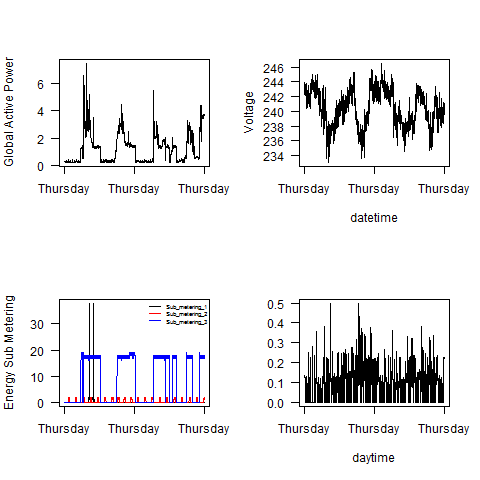 Global Active Power
6
4
2
0
Thursday Thursday Thursday
Voltage
246
244
242
240
238
236
234
Thursday Thursday Thursday
datetime
Energy Sub Metering
30
20
10
0
Sub_metering_1
Sub_metering_2
Sub_metering_3
Thursday Thursday Thursday
0.5
0.4
0.3
0.2
0.1
0.0
Thursday Thursday Thursday
daytime